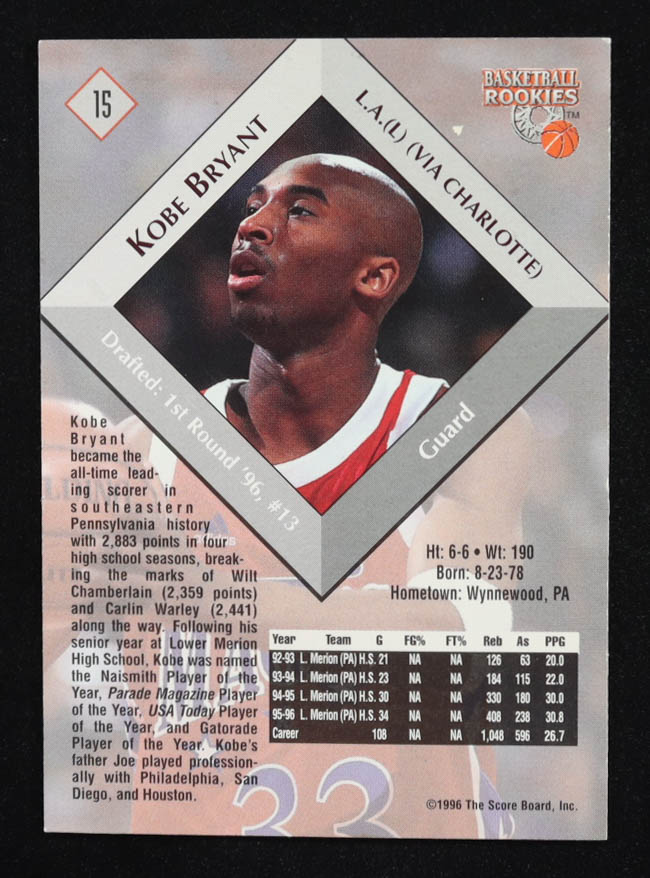 15
BASKETBALL
ROOKIES
TM
KOBE BRYANT
L.A.(L) (VIA CHARLOTTE)
Drafted: 1st Round '96, #13
Guard
Kobe
Bryant
became the
all-time lead-
ing scorer in
southeastern
Pennsylvania history
with 2,883 points in four
high school seasons, break-
ing the marks of Wilt
Chamberlain (2,359 points)
and Carlin Warley (2,441)
along the way. Following his
senior year at Lower Merion
High School, Kobe was named
the Naismith Player of the
Year, Parade Magazine Player
of the Year, USA Today Player
of the Year, and Gatorade
Player of the Year. Kobe's
father Joe played profession-
ally with Philadelphia, San
Diego, and Houston.
Ht: 6-6 • Wt: 190
Born: 8-23-78
Hometown: Wynnewood, PA
Year Team G FG% FT% Reb As PPG
92-93 L. Merion (PA) H.S. 21 NA NA 126 63 20.0
93-94 L. Merion (PA) H.S. 23 NA NA 184 115 22.0
94-95 L. Merion (PA) H.S. 30 NA NA 330 180 30.0
95-96 L. Merion (PA) H.S. 34 NA NA 408 238 30.8
Career 108 NA NA 1,048 596 26.7
33
©1996 The Score Board, Inc.